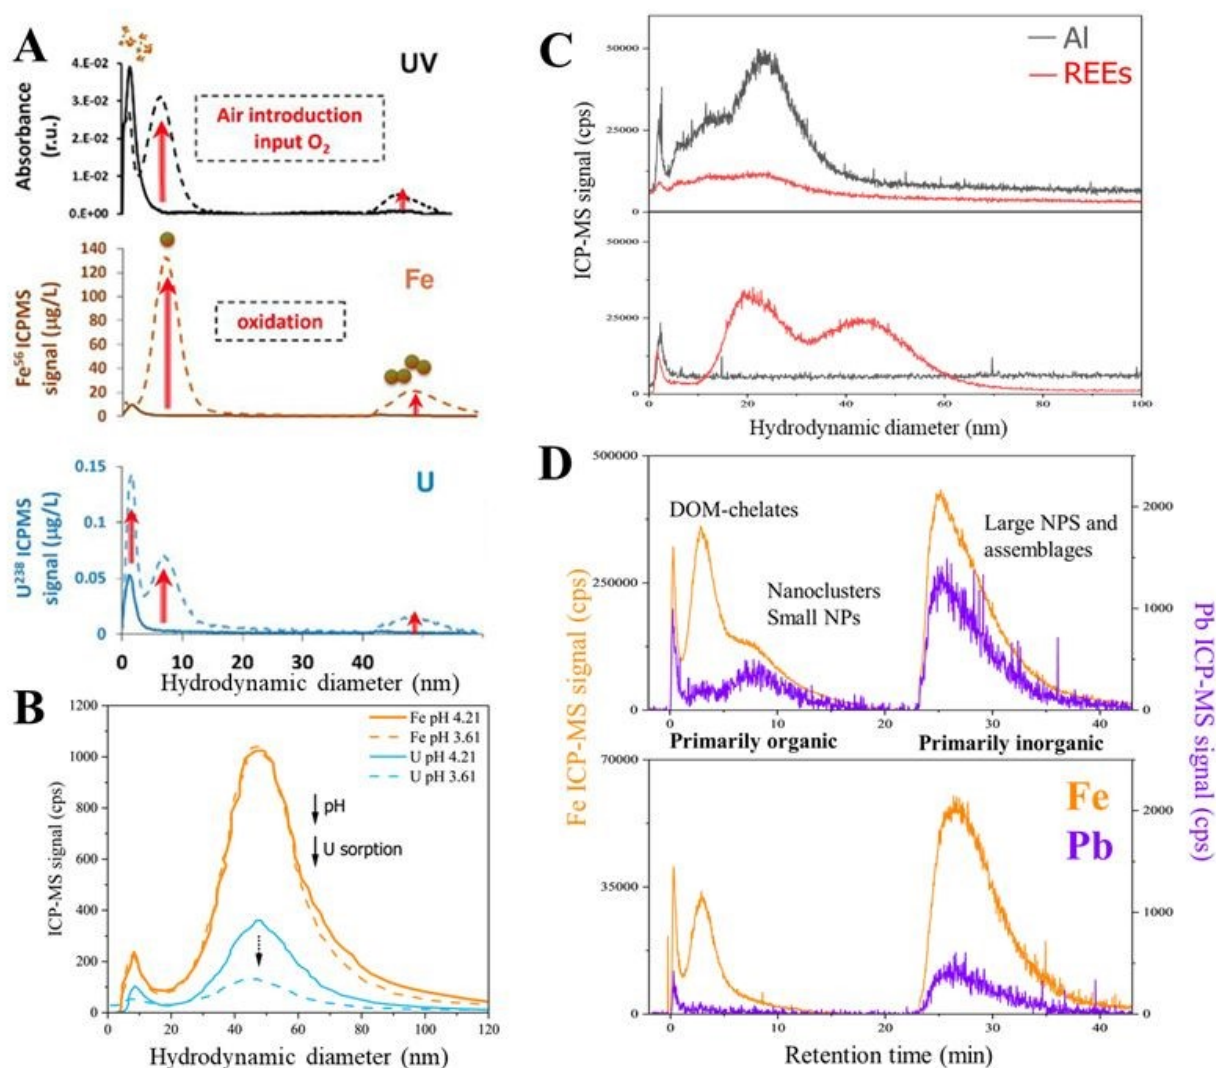 A
UV
4.E-02
3.E-02
2.E-02
1.E-02
0.E+00
Absorbance
(r.u.)
Air introduction
input O₂
140
120
100
80
60
40
20
0
Fe⁵⁶ ICPMS
signal (µg/L)
Fe
oxidation
0.15
0.1
0.05
0
U²³⁸ ICPMS
signal (µg/L)
U
0 10 20 30 40
Hydrodynamic diameter (nm)
B
1200
1000
800
600
400
200
0
ICP-MS signal (cps)
Fe pH 4.21
Fe pH 3.61
U pH 4.21
U pH 3.61
pH
U sorption
0 20 40 60 80 100 120
Hydrodynamic diameter (nm)
C
50000
25000
0
Al
REEs
ICP-MS signal (cps)
50000
25000
0
0 20 40 60 80 100
Hydrodynamic diameter (nm)
D
500000
250000
0
DOM-chelates
Nanoclusters
Small NPs
Large NPS and
assemblages
2000
1000
0
Primarily organic
Primarily inorganic
Fe ICP-MS signal (cps)
Pb ICP-MS signal (cps)
70000
35000
0
Fe
Pb
2000
1000
0
0 10 20 30 40
Retention time (min)